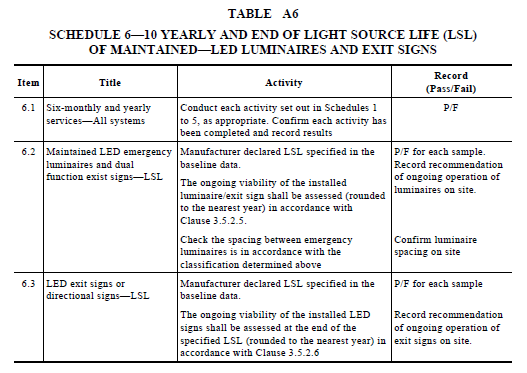 TABLE A6
SCHEDULE 6—10 YEARLY AND END OF LIGHT SOURCE LIFE (LSL)
OF MAINTAINED—LED LUMINAIRES AND EXIT SIGNS
Item
Title
Activity
Record
(Pass/Fail)
6.1
Six-monthly and yearly
services—All systems
Conduct each activity set out in Schedules 1
to 5, as appropriate. Confirm each activity has
been completed and record results
P/F
6.2
Maintained LED emergency
luminaires and dual
function exist signs—LSL
Manufacturer declared LSL specified in the
baseline data.
The ongoing viability of the installed
luminaire/exit sign shall be assessed (rounded
to the nearest year) in accordance with
Clause 3.5.2.5.
Check the spacing between emergency
luminaires is in accordance with the
classification determined above
P/F for each sample.
Record recommendation
of ongoing operation of
luminaires on site.
Confirm luminaire
spacing on site
6.3
LED exit signs or
directional signs—LSL
Manufacturer declared LSL specified in the
baseline data.
The ongoing viability of the installed LED
signs shall be assessed at the end of the
specified LSL (rounded to the nearest year) in
accordance with Clause 3.5.2.6
P/F for each sample
Record recommendation
of ongoing operation of
exit signs on site.